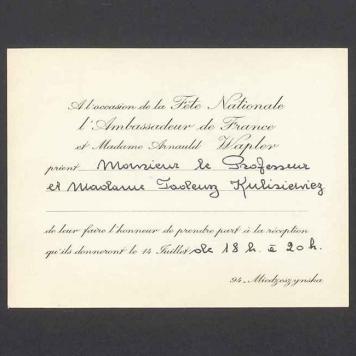 A l'occasion de la Fête Nationale
l'Ambassadeur de France
et Madame Arnauld Wapler
prient Monsieur le Professeur
et Madame Tadeusz Kulisiewicz
de leur faire l'honneur de prendre part à la réception
qu'ils donneront le 14 Juillet de 18 h. à 20 h.
94, Miedzeszynska